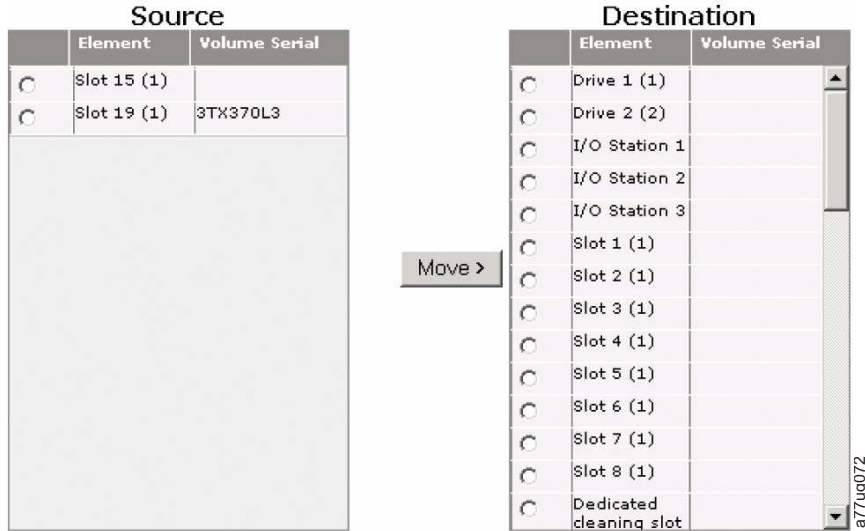 Source
Element Volume Serial
Slot 15 (1)
Slot 19 (1) 3TX370L3
Move >
Destination
Element Volume Serial
Drive 1 (1)
Drive 2 (2)
I/O Station 1
I/O Station 2
I/O Station 3
Slot 1 (1)
Slot 2 (1)
Slot 3 (1)
Slot 4 (1)
Slot 5 (1)
Slot 6 (1)
Slot 7 (1)
Slot 8 (1)
Dedicated
cleaning slot
a77ug072